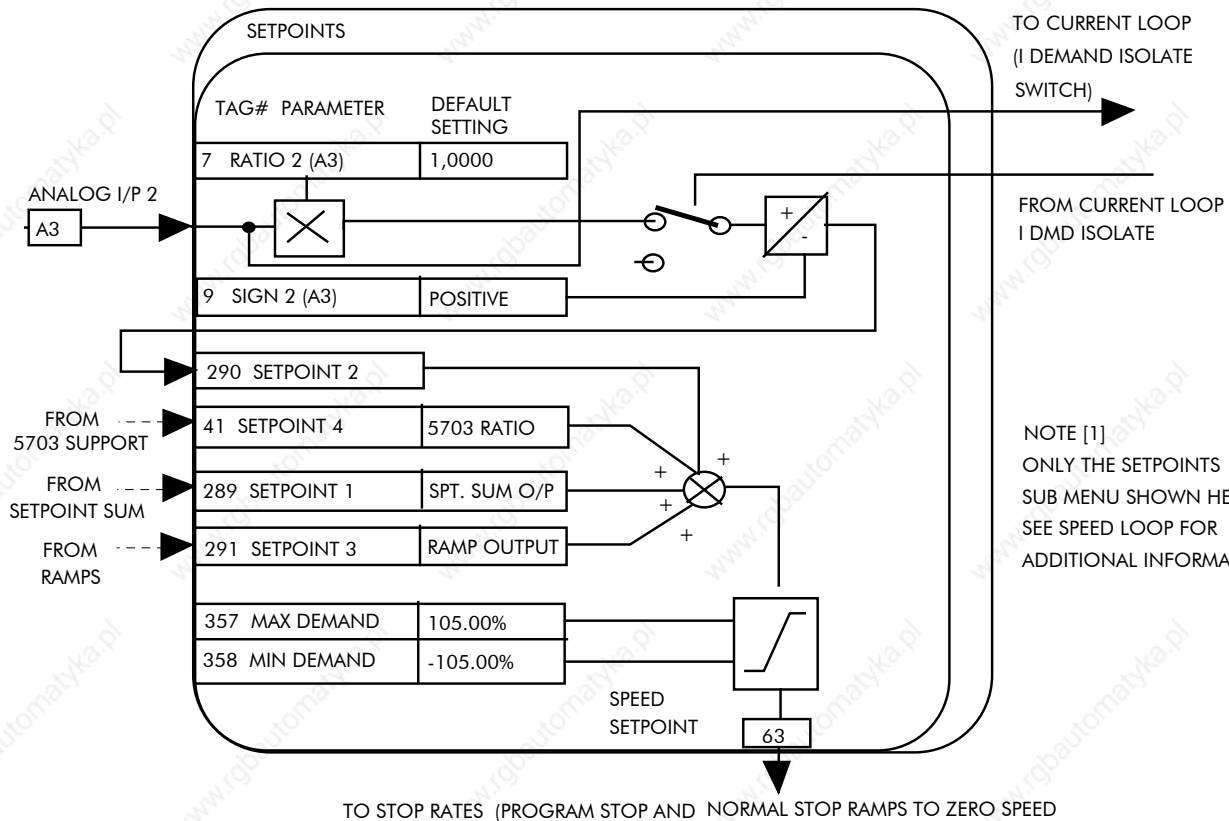 SETPOINTS
TO CURRENT LOOP
(I DEMAND ISOLATE
SWITCH)
TAG# PARAMETER
DEFAULT
SETTING
7 RATIO 2 (A3)
1,0000
ANALOG I/P 2
A3
+
-
FROM CURRENT LOOP
I DMD ISOLATE
9 SIGN 2 (A3)
POSITIVE
290 SETPOINT 2
FROM
5703 SUPPORT
41 SETPOINT 4
5703 RATIO
FROM
SETPOINT SUM
289 SETPOINT 1
SPT. SUM O/P
FROM
RAMPS
291 SETPOINT 3
RAMP OUTPUT
+
+
+
+
NOTE [1]
ONLY THE SETPOINTS
SUB MENU SHOWN HE
SEE SPEED LOOP FOR
ADDITIONAL INFORMA
357 MAX DEMAND
105.00%
358 MIN DEMAND
-105.00%
SPEED
SETPOINT
63
TO STOP RATES (PROGRAM STOP AND NORMAL STOP RAMPS TO ZERO SPEED
www.rgbautomatyka.pl